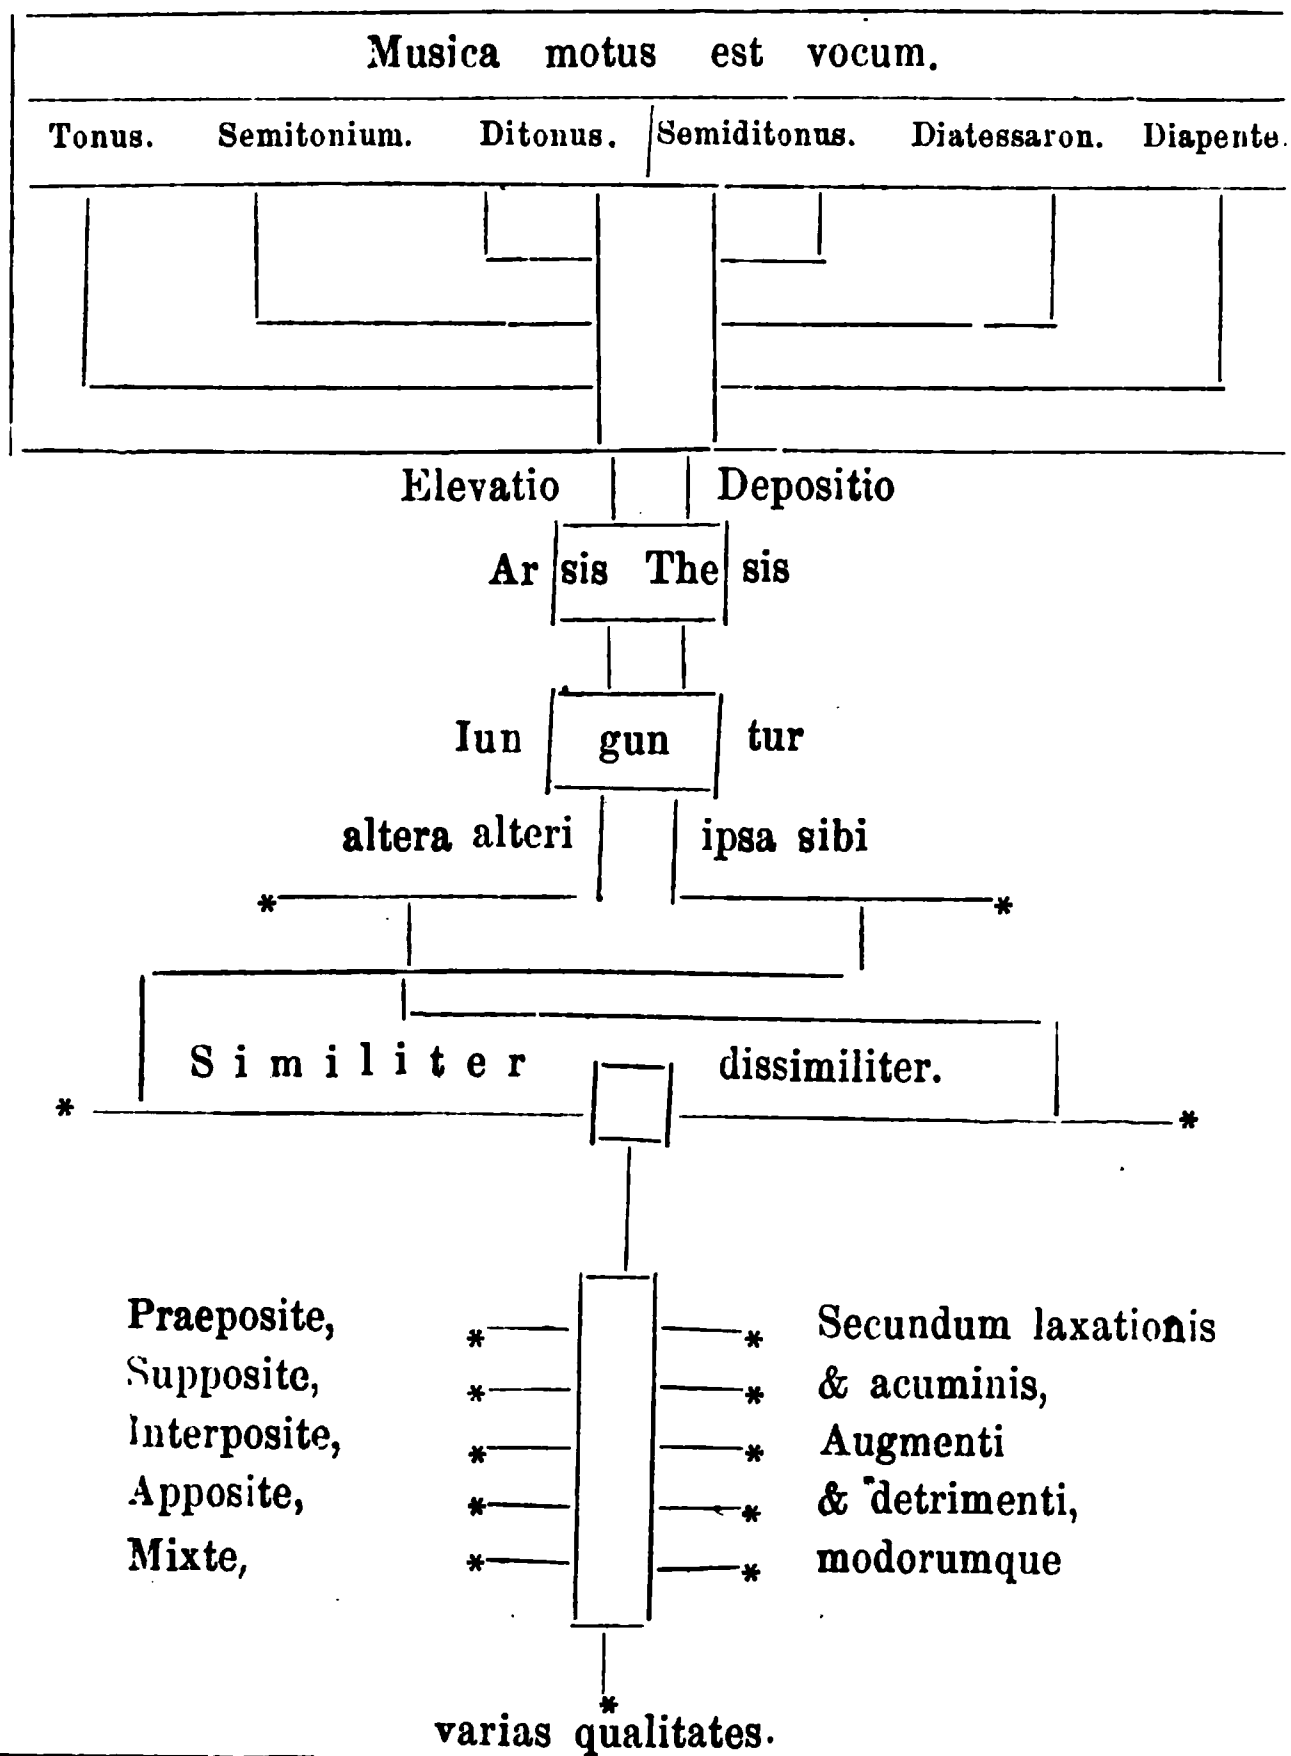 Musica motus est vocum.
Tonus. Semitonium. Ditonus. Semiditonus. Diatessaron. Diapente.
Elevatio Depositio
Ar sis The sis
Iun gun tur
altera alteri ipsa sibi
* *
Similiter dissimiliter.
* *
Praeposite, * * Secundum laxationis
Supposite, * * & acuminis,
Interposite, * * Augmenti
Apposite, * * & detrimenti,
Mixte, * * modorumque
*
varias qualitates.